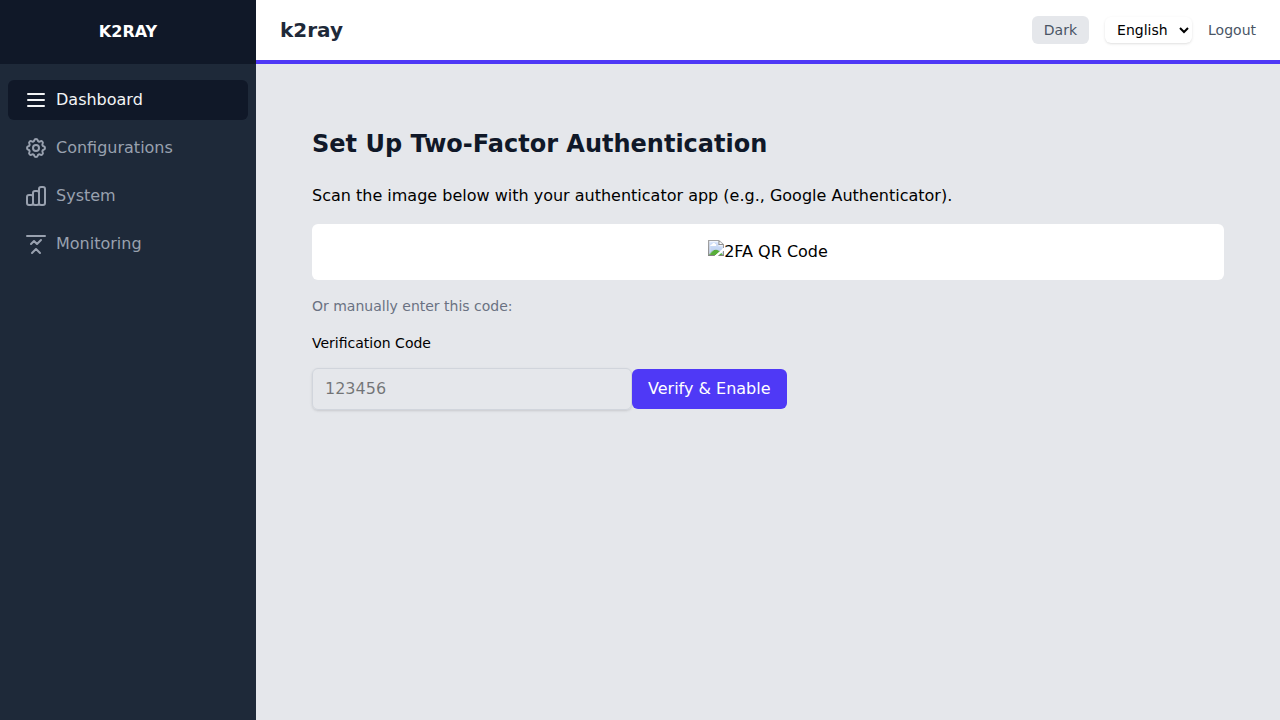 K2RAY
k2ray
Dark
English
Logout
Dashboard
Configurations
System
Monitoring
Set Up Two-Factor Authentication
Scan the image below with your authenticator app (e.g., Google Authenticator).
2FA QR Code
Or manually enter this code:
Verification Code
123456
Verify & Enable